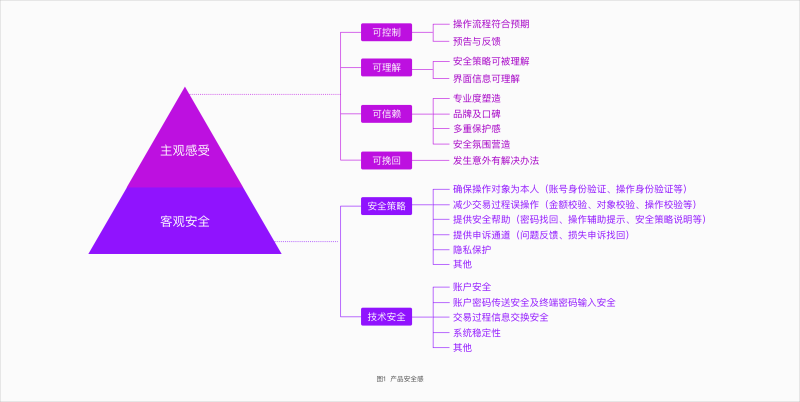 主观感受
客观安全
可控制
操作流程符合预期
预告与反馈
可理解
安全策略可被理解
界面信息可理解
可信赖
专业度塑造
品牌及口碑
多重保护感
安全氛围营造
可挽回
发生意外有解决办法
安全策略
确保操作对象为本人（账号身份验证、操作身份验证等）
减少交易过程误操作（金额校验、对象校验、操作校验等）
提供安全帮助（密码找回、操作辅助提示、安全策略说明等）
提供申诉通道（问题反馈、损失申诉找回）
隐私保护
其他
技术安全
账户安全
账户密码传送安全及终端密码输入安全
交易过程信息交换安全
系统稳定性
其他
图1 产品安全感